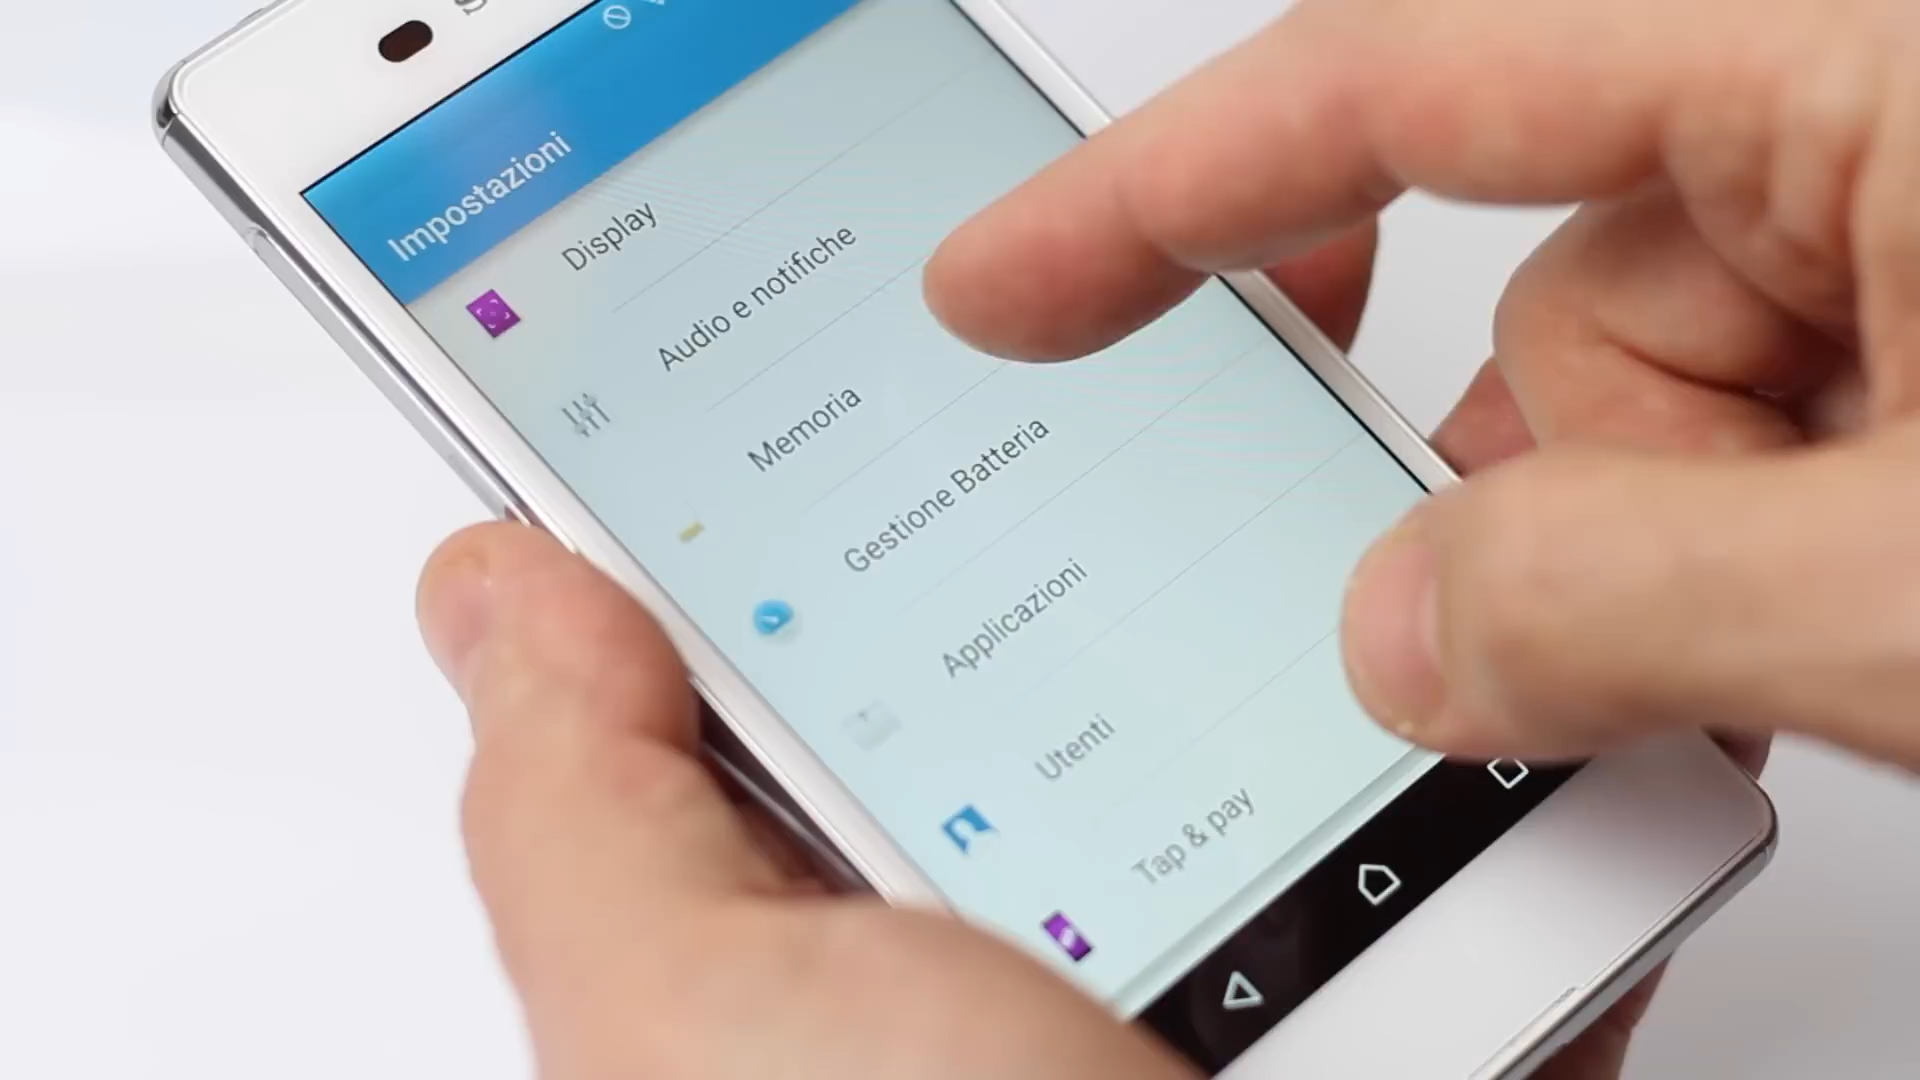 Impostazioni
Display
Audio e notifiche
Memoria
Gestione Batteria
Applicazioni
Utenti
Tap & pay